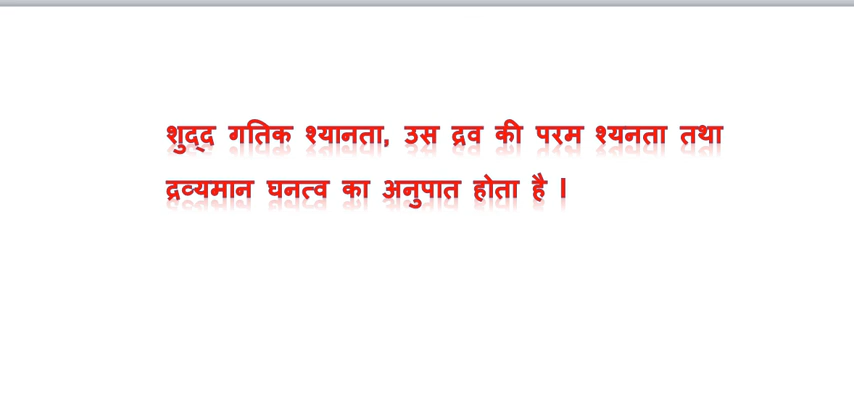 शुद्द गतिक श्यानता, उस द्रव की परम श्यनता तथा
द्रव्यमान घनत्व का अनुपात होता है ।